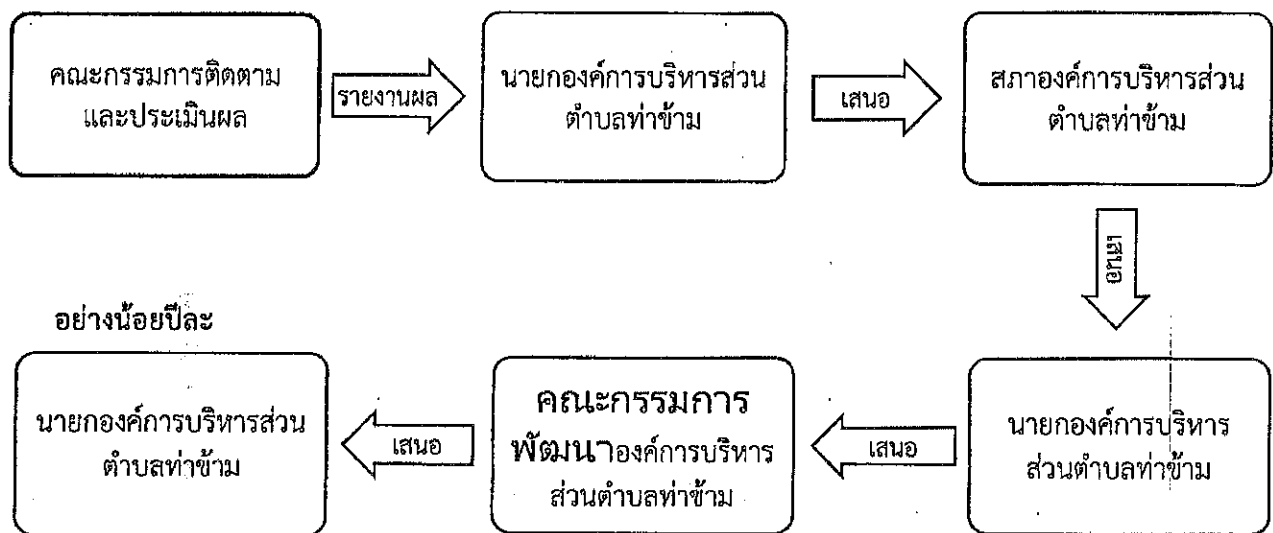 คณะกรรมการติดตาม
และประเมินผล
รายงานผล
นายกองค์การบริหารส่วน
ตำบลท่าข้าม
เสนอ
สภาองค์การบริหารส่วน
ตำบลท่าข้าม
เสนอ
นายกองค์การบริหาร
ส่วนตำบลท่าข้าม
เสนอ
คณะกรรมการ
พัฒนาองค์การบริหาร
ส่วนตำบลท่าข้าม
เสนอ
อย่างน้อยปีละ
นายกองค์การบริหารส่วน
ตำบลท่าข้าม